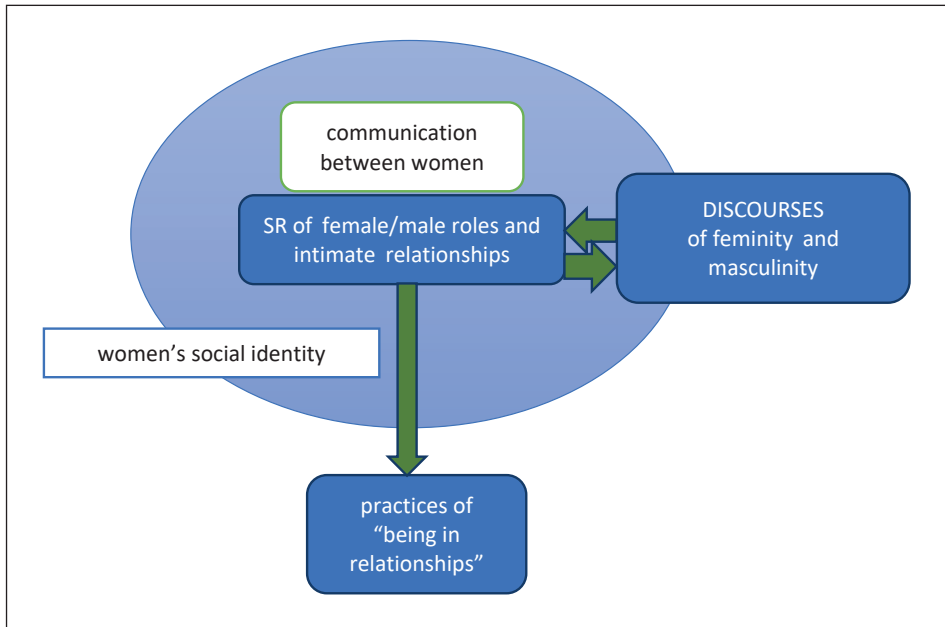 communication
between women
SR of female/male roles and
intimate relationships
DISCOURSES
of feminity and
masculinity
women’s social identity
practices of
“being in
relationships”